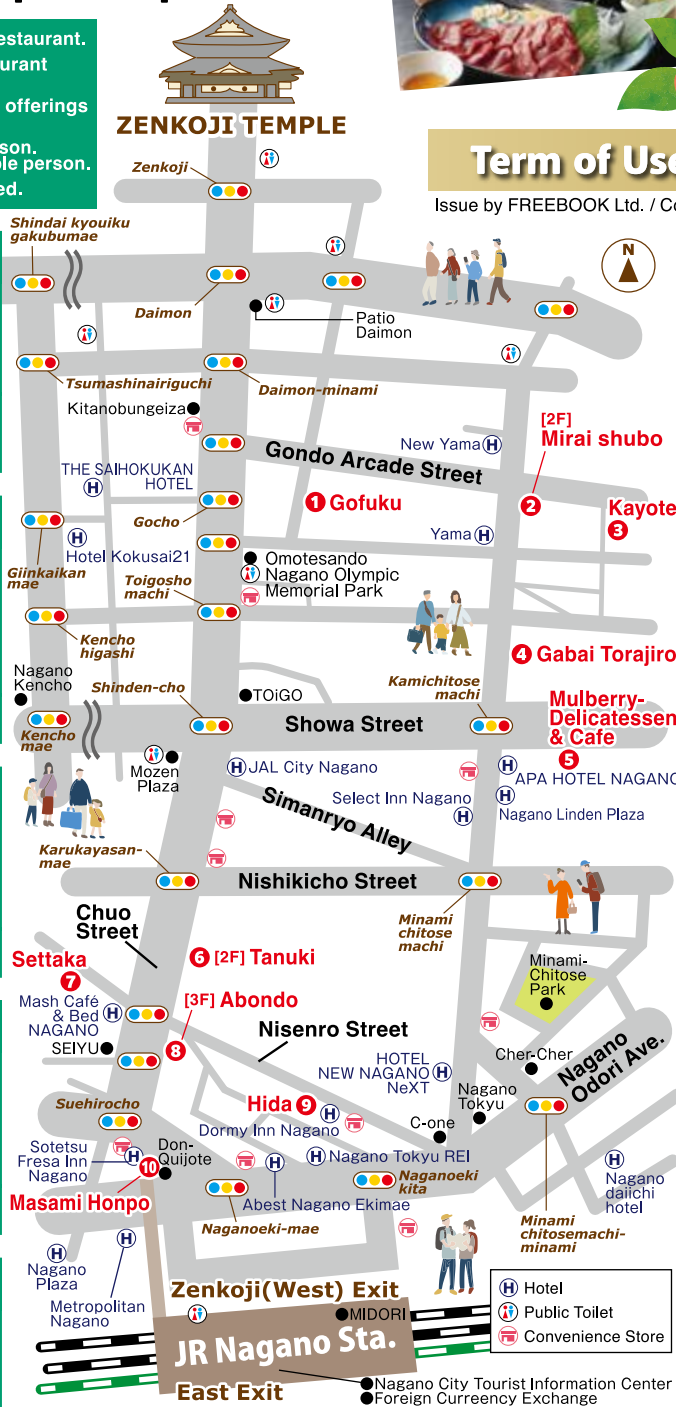 estaurant.
urant
offerings
son.
ble person.
ed.
ZENKOJI TEMPLE
Term of Use
Issue by FREEBOOK Ltd. / Co
Zenkoji
Shindai kyouiku
gakubumae
N
Daimon
Patio
Daimon
Tsumashinairiguchi
Daimon-minami
Kitanobungeiza
[2F]
Mirai shubo
New Yama H
Gondo Arcade Street
THE SAIHOKUKAN
HOTEL
H
1 Gofuku
2
Kayote
3
Gocho
Yama H
H
Hotel Kokusai21
Giinkaikan
mae
Omotesando
Nagano Olympic
Memorial Park
Toigosho
machi
Kencho
higashi
4 Gabai Torajiro
Nagano
Kencho
Shinden-cho
TOiGO
Kamichitose
machi
Mulberry-
Delicatessen
& Cafe
5
Showa Street
Kencho
mae
Mozen
Plaza
H JAL City Nagano
H
APA HOTEL NAGANO
Select Inn Nagano
H
H
Nagano Linden Plaza
Simanryo Alley
Karukayasan-
mae
Nishikicho Street
Minami
chitose
machi
Chuo
Street
Settaka
7
6 [2F] Tanuki
Minami-
Chitose
Park
Mash Café
& Bed
NAGANO
H
[3F] Abondo
8
Nisenro Street
SEIYU
HOTEL
NEW NAGANO
NeXT
H
Cher-Cher
Nagano
Odori Ave.
Nagano
Tokyu
Suehirocho
Hida 9
H
Dormy Inn Nagano
C-one
Sotetsu
Fresa Inn
Nagano
H
10
Don-
Quijote
H Nagano Tokyu REI
H
Abest Nagano Ekimae
Naganoeki
kita
H
Nagano
daiichi
hotel
Masami Honpo
Naganoeki-mae
Minami
chitosemachi-
minami
H
Nagano
Plaza
H
Metropolitan
Nagano
Zenkoji(West) Exit
H Hotel
Public Toilet
Convenience Store
MIDORI
JR Nagano Sta.
East Exit
Nagano City Tourist Information Center
Foreign Curreency Exchange